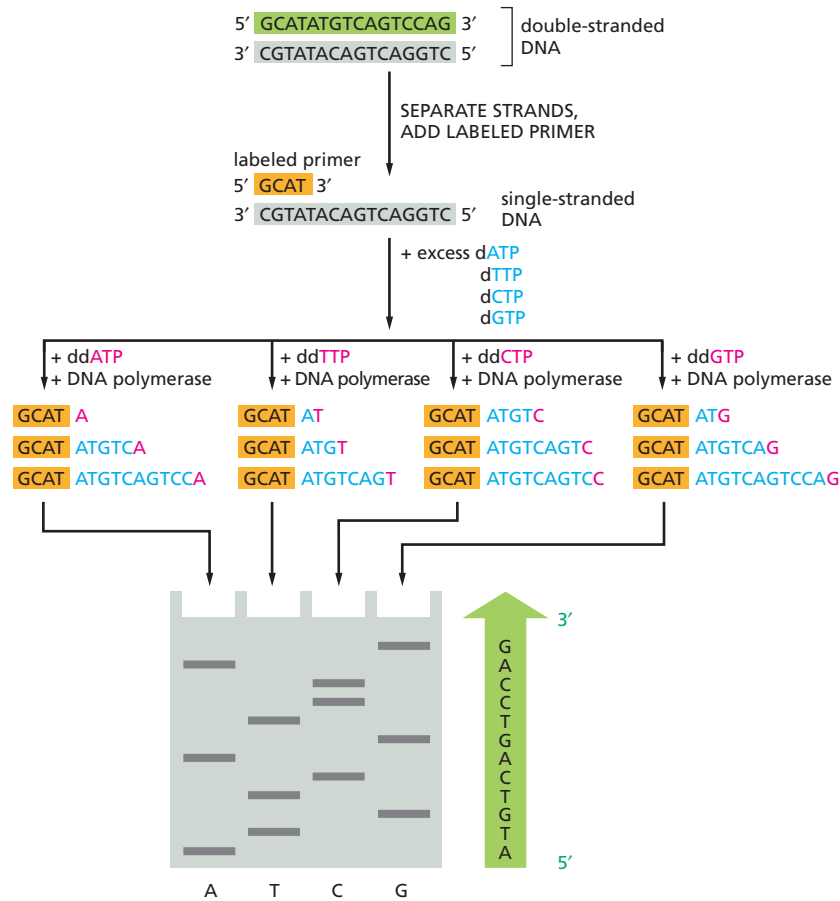 5′ GCATATGTCAGTCCAG 3′
3′ CGTATACAGTCAGGTC 5′
double-stranded
DNA
SEPARATE STRANDS,
ADD LABELED PRIMER
labeled primer
5′ GCAT 3′
3′ CGTATACAGTCAGGTC 5′
single-stranded
DNA
+ excess dATP
dTTP
dCTP
dGTP
+ ddATP
+ DNA polymerase
GCAT A
GCAT ATGTCA
GCAT ATGTCAGTCCA
+ ddTTP
+ DNA polymerase
GCAT AT
GCAT ATGT
GCAT ATGTCAGT
+ ddCTP
+ DNA polymerase
GCAT ATGTC
GCAT ATGTCAGTC
GCAT ATGTCAGTCC
+ ddGTP
+ DNA polymerase
GCAT ATG
GCAT ATGTCAG
GCAT ATGTCAGTCCAG
3′
G
A
C
C
T
G
A
C
T
G
T
A
5′
A T C G